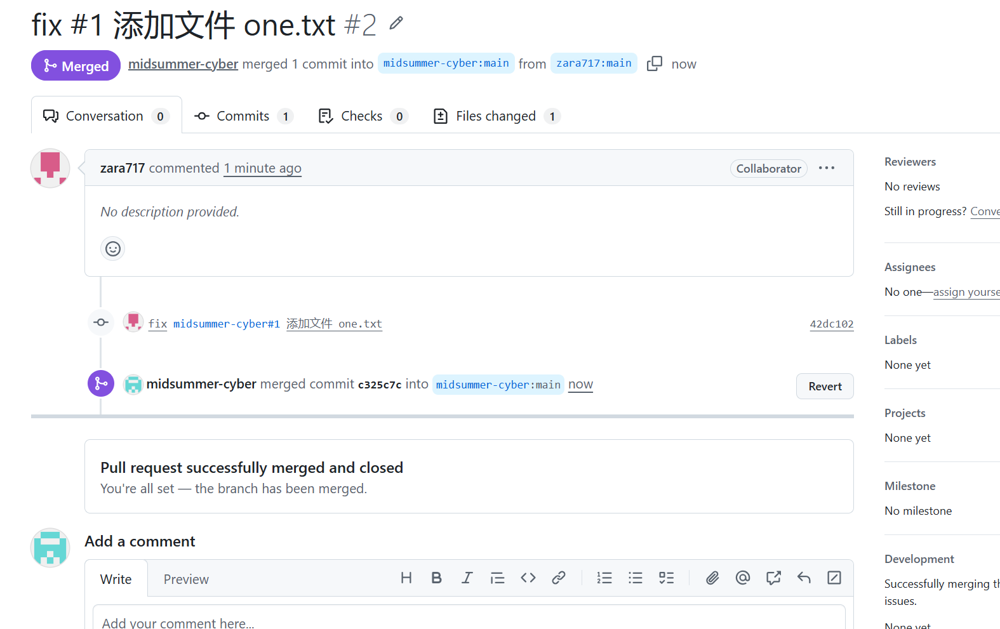 fix #1 添加文件 one.txt #2
Merged midsummer-cyber merged 1 commit into midsummer-cyber:main from zara717:main now
Conversation 0 Commits 1 Checks 0 Files changed 1
zara717 commented 1 minute ago Collaborator
No description provided.
fix midsummer-cyber#1 添加文件 one.txt 42dc102
midsummer-cyber merged commit c325c7c into midsummer-cyber:main now Revert
Pull request successfully merged and closed
You're all set — the branch has been merged.
Add a comment
Write Preview
Add your comment here...
Reviewers
No reviews
Still in progress? Conve
Assignees
No one—assign yourse
Labels
None yet
Projects
None yet
Milestone
No milestone
Development
Successfully merging th
issues.
None yet